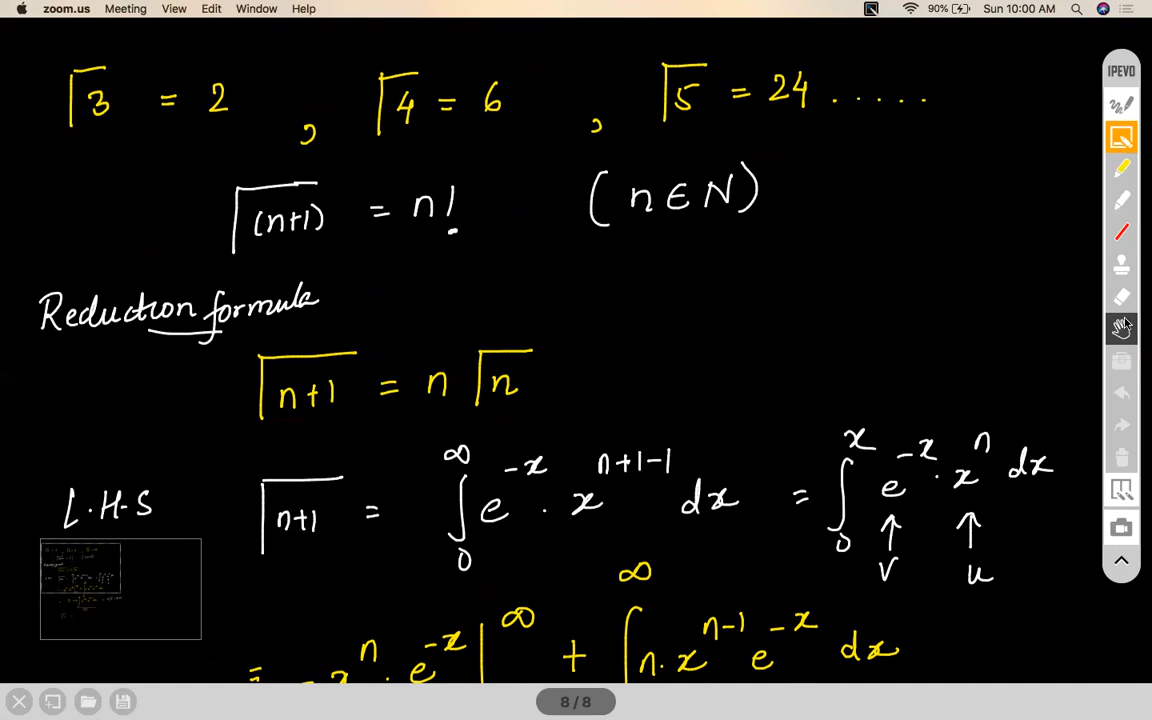 zoom.us Meeting View Edit Window Help 90% Sun 10:00 AM
IPEVO
Γ3 = 2 , Γ4 = 6 , Γ5 = 24 .....
Γ(n+1) = n! (n ∈ N)
Reduction formula
Γn+1 = n Γn
L.H.S Γn+1 = ∫₀^∞ e^{-x} . x^{n+1-1} dx = ∫₀^x e^{-x} . x^n dx
↑ ↑
v u
= - x^n . e^{-x} |^∞ + ∫^∞ n. x^{n-1} e^{-x} dx
8 / 8